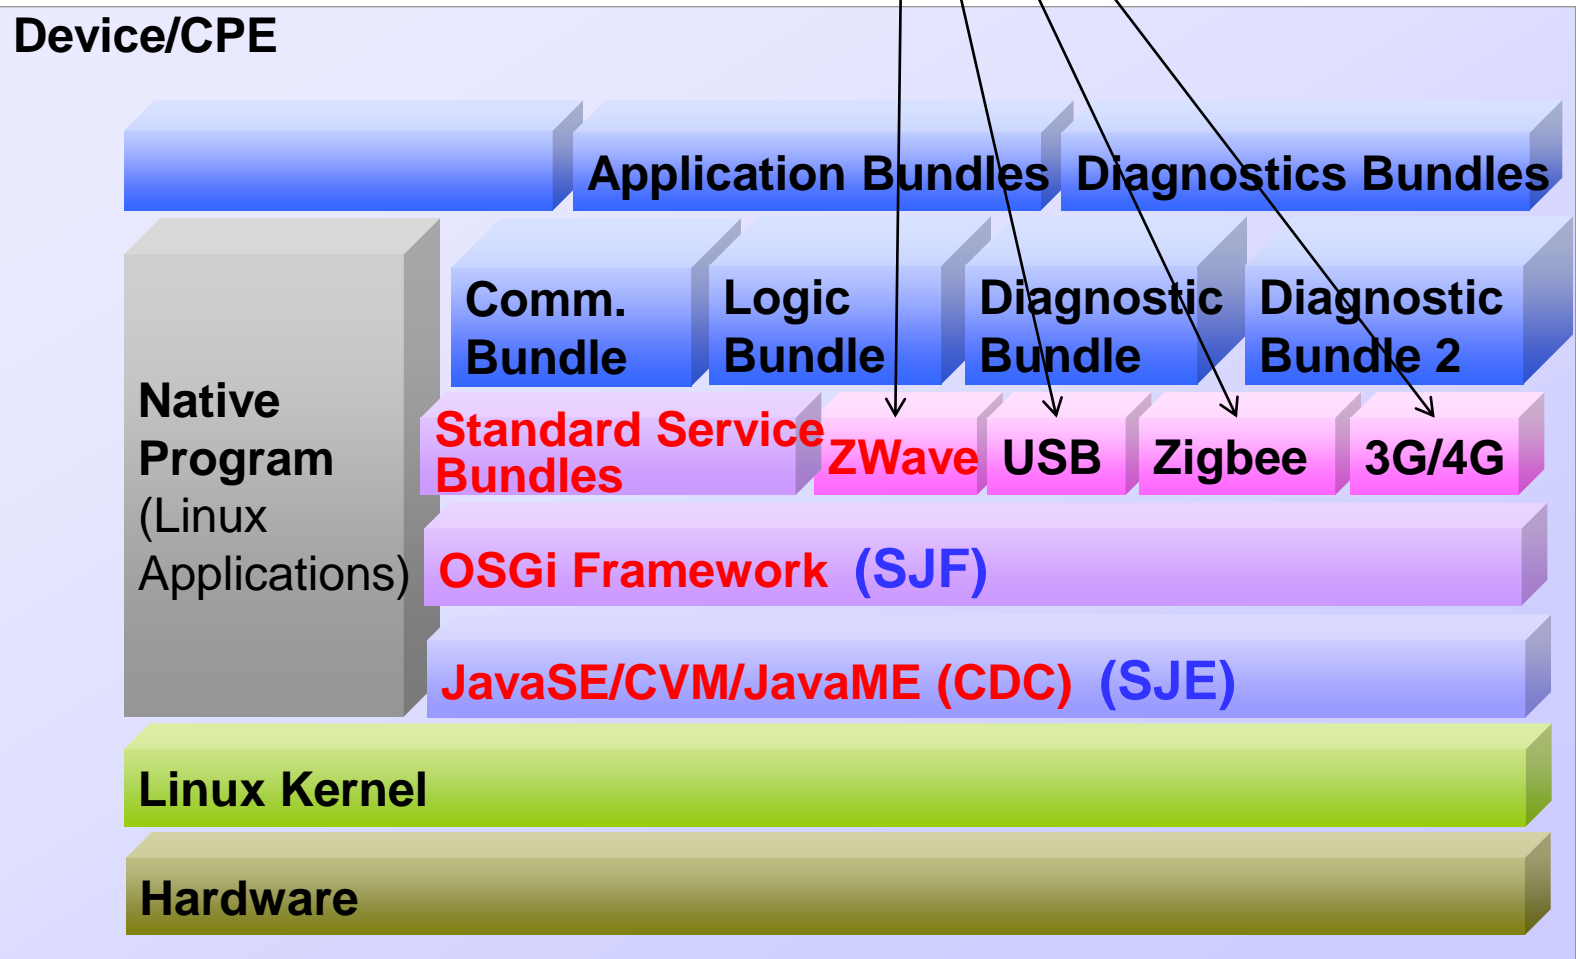 Device/CPE
Application Bundles
Diagnostics Bundles
Comm.
Bundle
Logic
Bundle
Diagnostic
Bundle
Diagnostic
Bundle 2
Native
Program
(Linux
Applications)
Standard Service
Bundles
ZWave
USB
Zigbee
3G/4G
OSGi Framework (SJF)
JavaSE/CVM/JavaME (CDC) (SJE)
Linux Kernel
Hardware